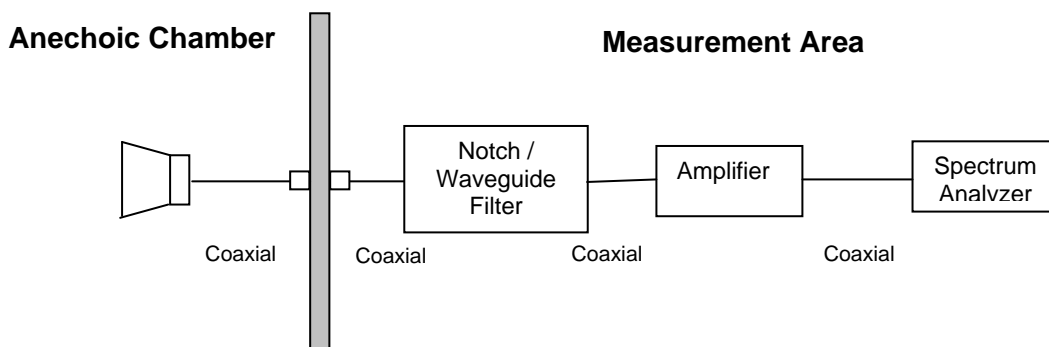 Anechoic Chamber
Measurement Area
Notch /
Waveguide
Filter
Amplifier
Spectrum
Analyzer
Coaxial
Coaxial
Coaxial
Coaxial